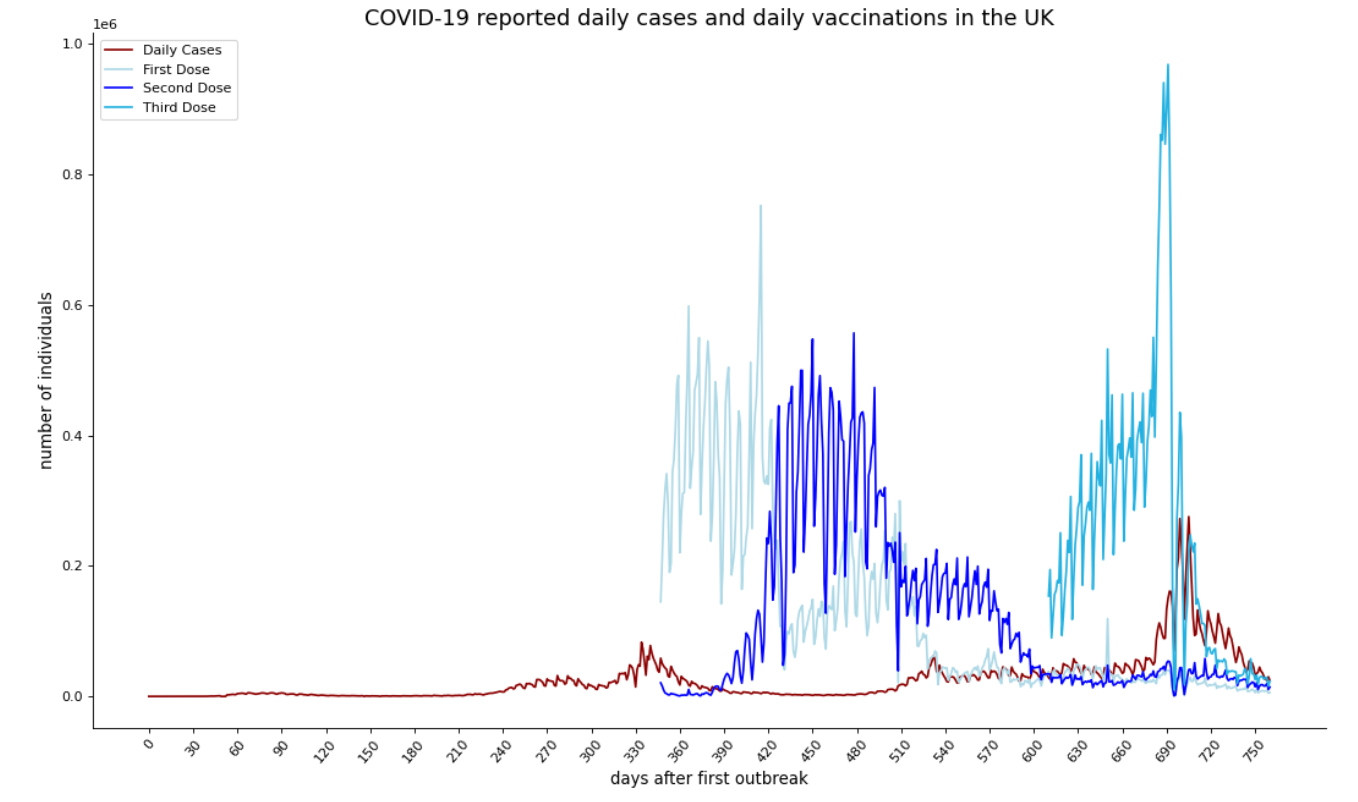 COVID-19 reported daily cases and daily vaccinations in the UK
1e6
Daily Cases
First Dose
Second Dose
Third Dose
1.0
0.8
0.6
0.4
0.2
0.0
number of individuals
0 30 60 90 120 150 180 210 240 270 300 330 360 390 420 450 480 510 540 570 600 630 660 690 720 750
days after first outbreak